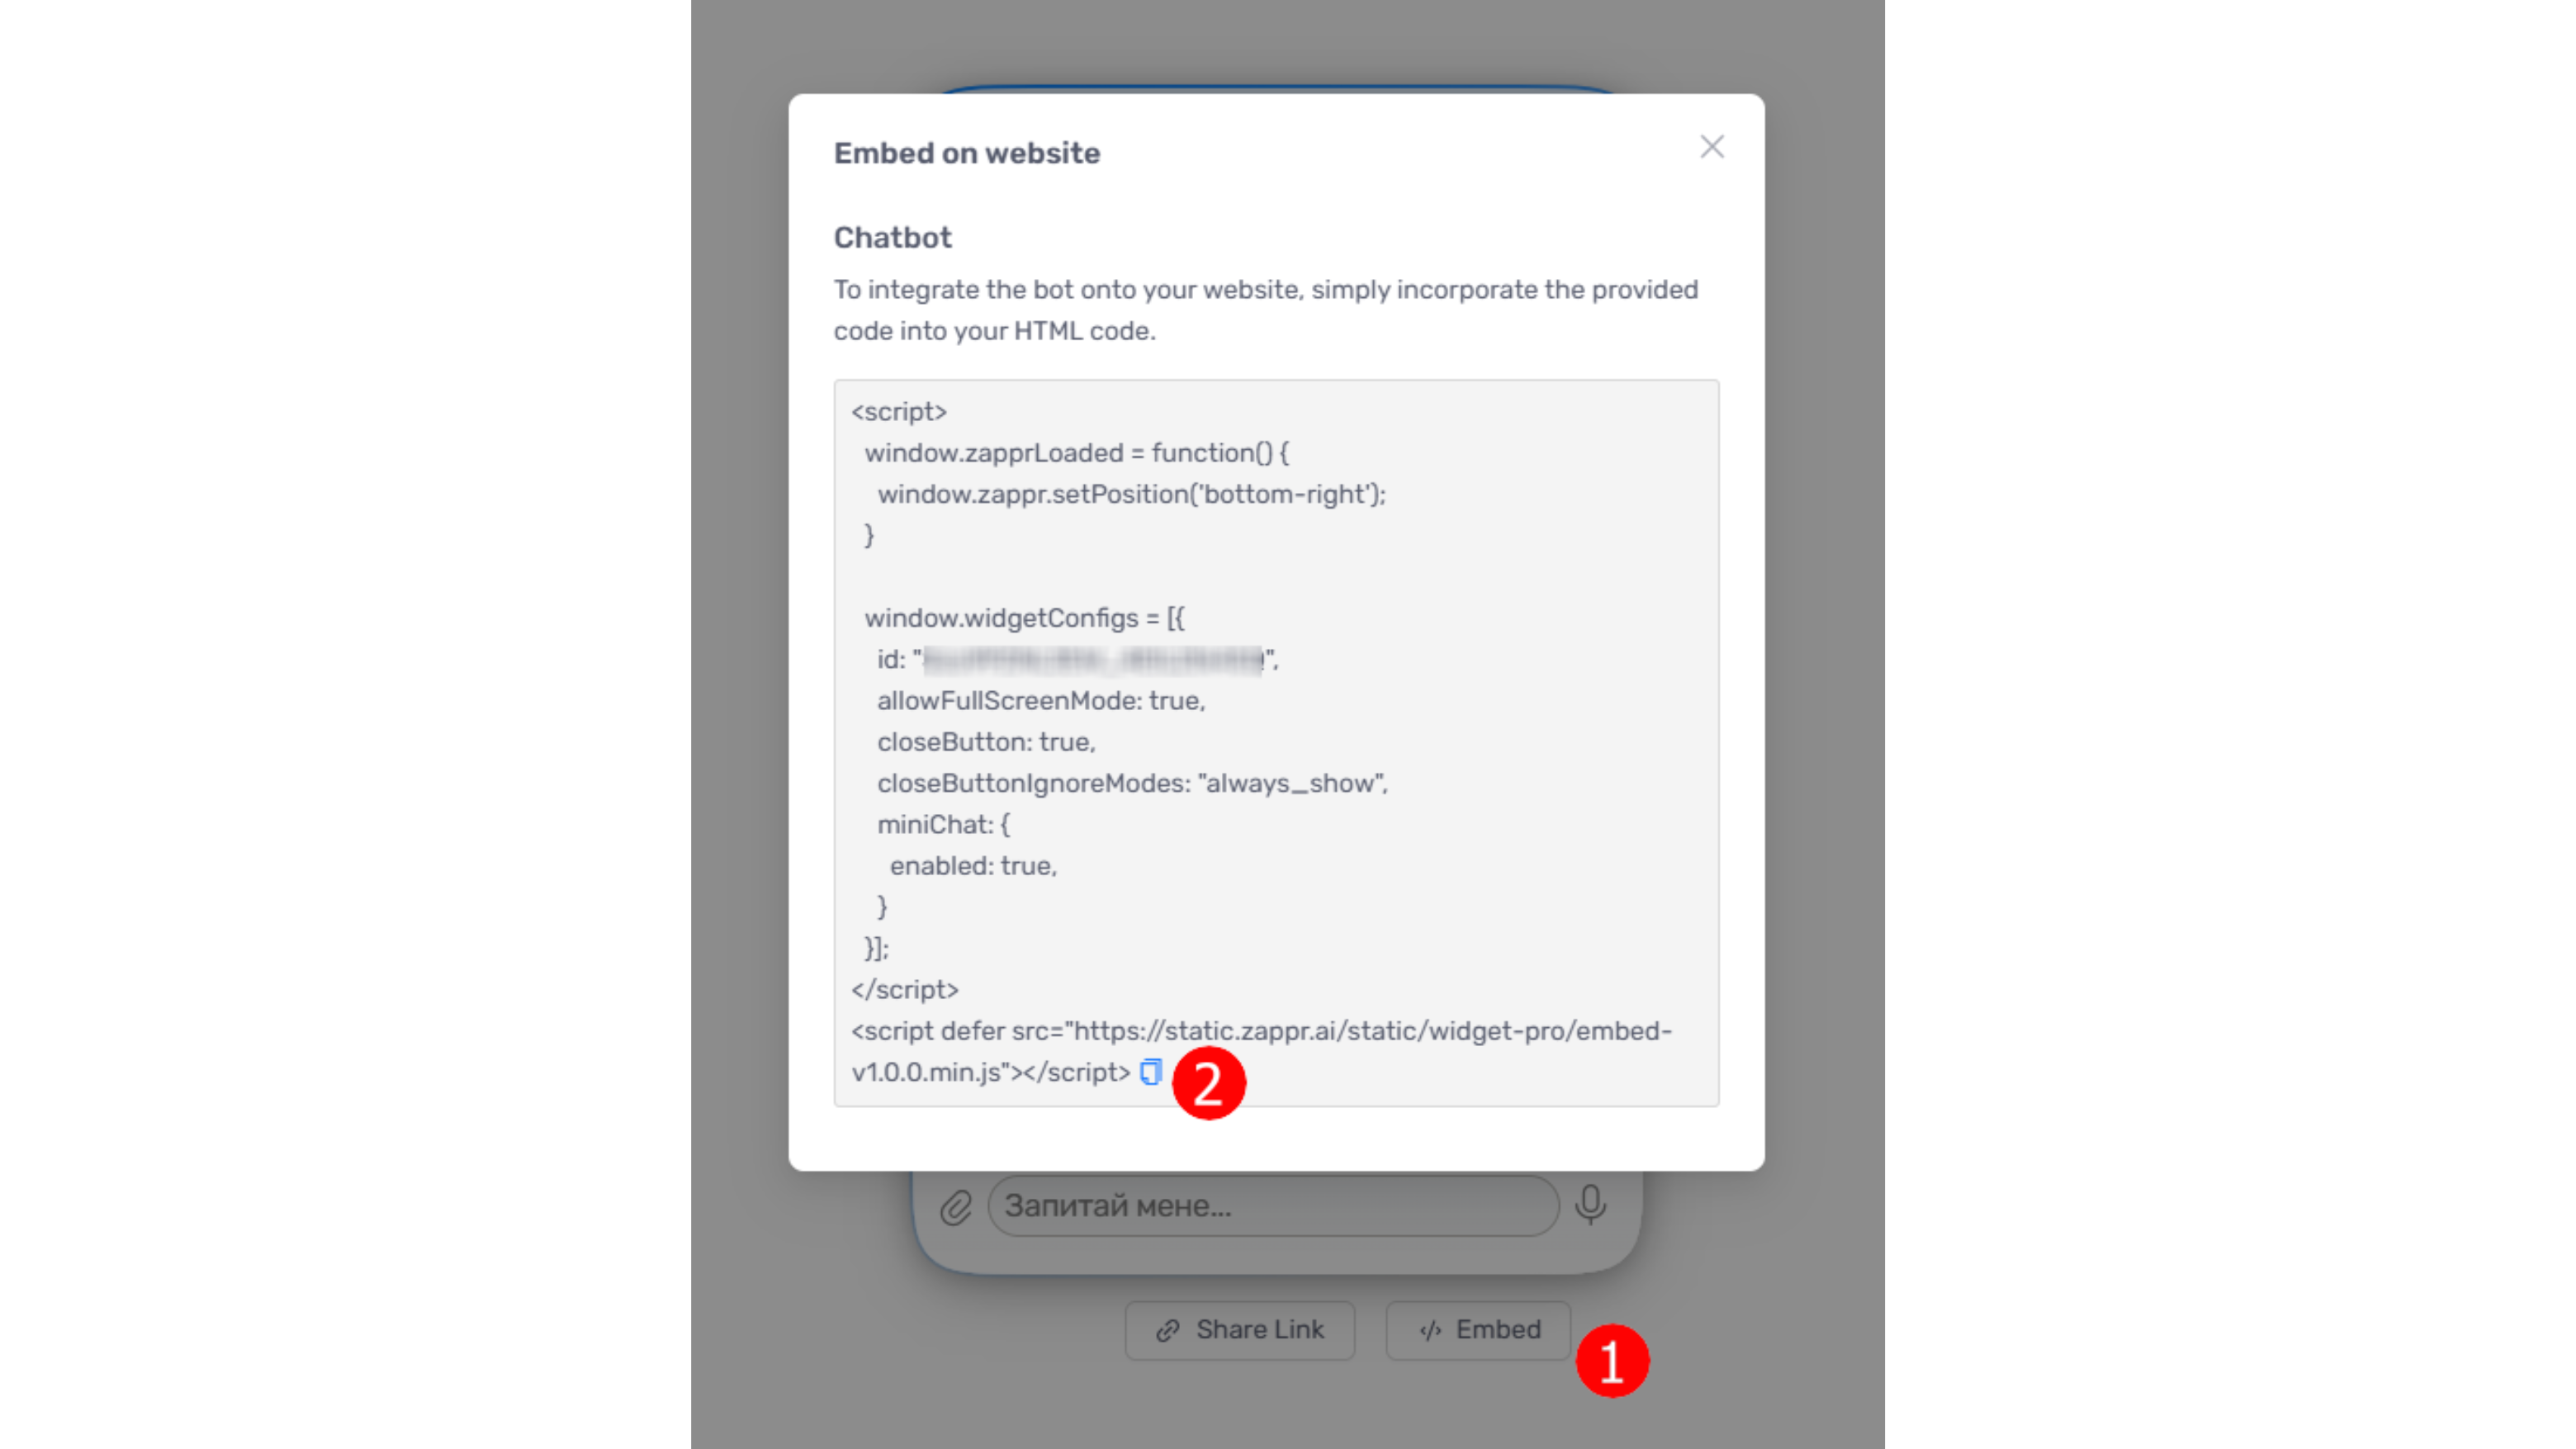 Embed on website
Chatbot
To integrate the bot onto your website, simply incorporate the provided
code into your HTML code.
<script>
window.zapprLoaded = function() {
window.zappr.setPosition('bottom-right');
}
window.widgetConfigs = [{
id: "",
allowFullScreenMode: true,
closeButton: true,
closeButtonIgnoreModes: "always_show",
miniChat: {
enabled: true,
}
}];
</script>
<script defer src="https://static.zappr.ai/static/widget-pro/embed-
v1.0.0.min.js"></script>
2
Запитай мене...
Share Link
</> Embed
1